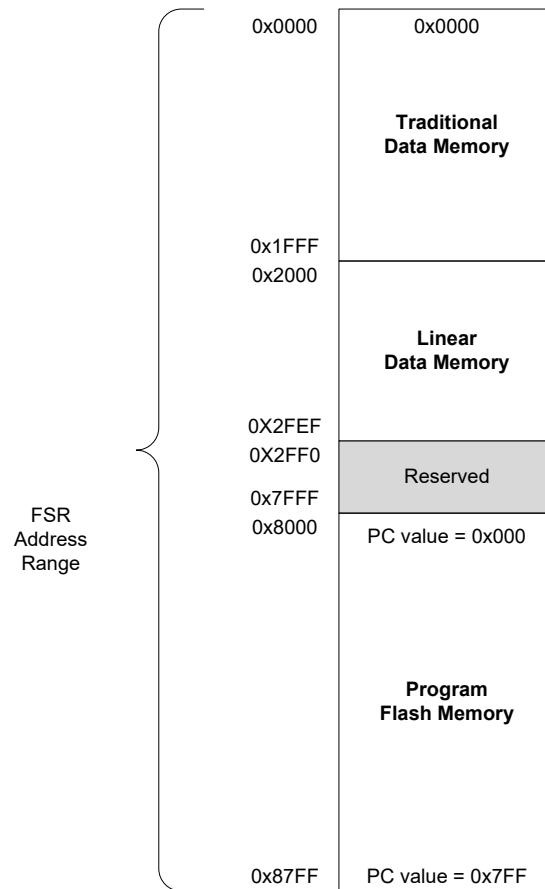 0x0000
0x0000
Traditional
Data Memory
0x1FFF
0x2000
Linear
Data Memory
0X2FEF
0X2FF0
Reserved
0x7FFF
0x8000
PC value = 0x000
FSR
Address
Range
Program
Flash Memory
0x87FF
PC value = 0x7FF